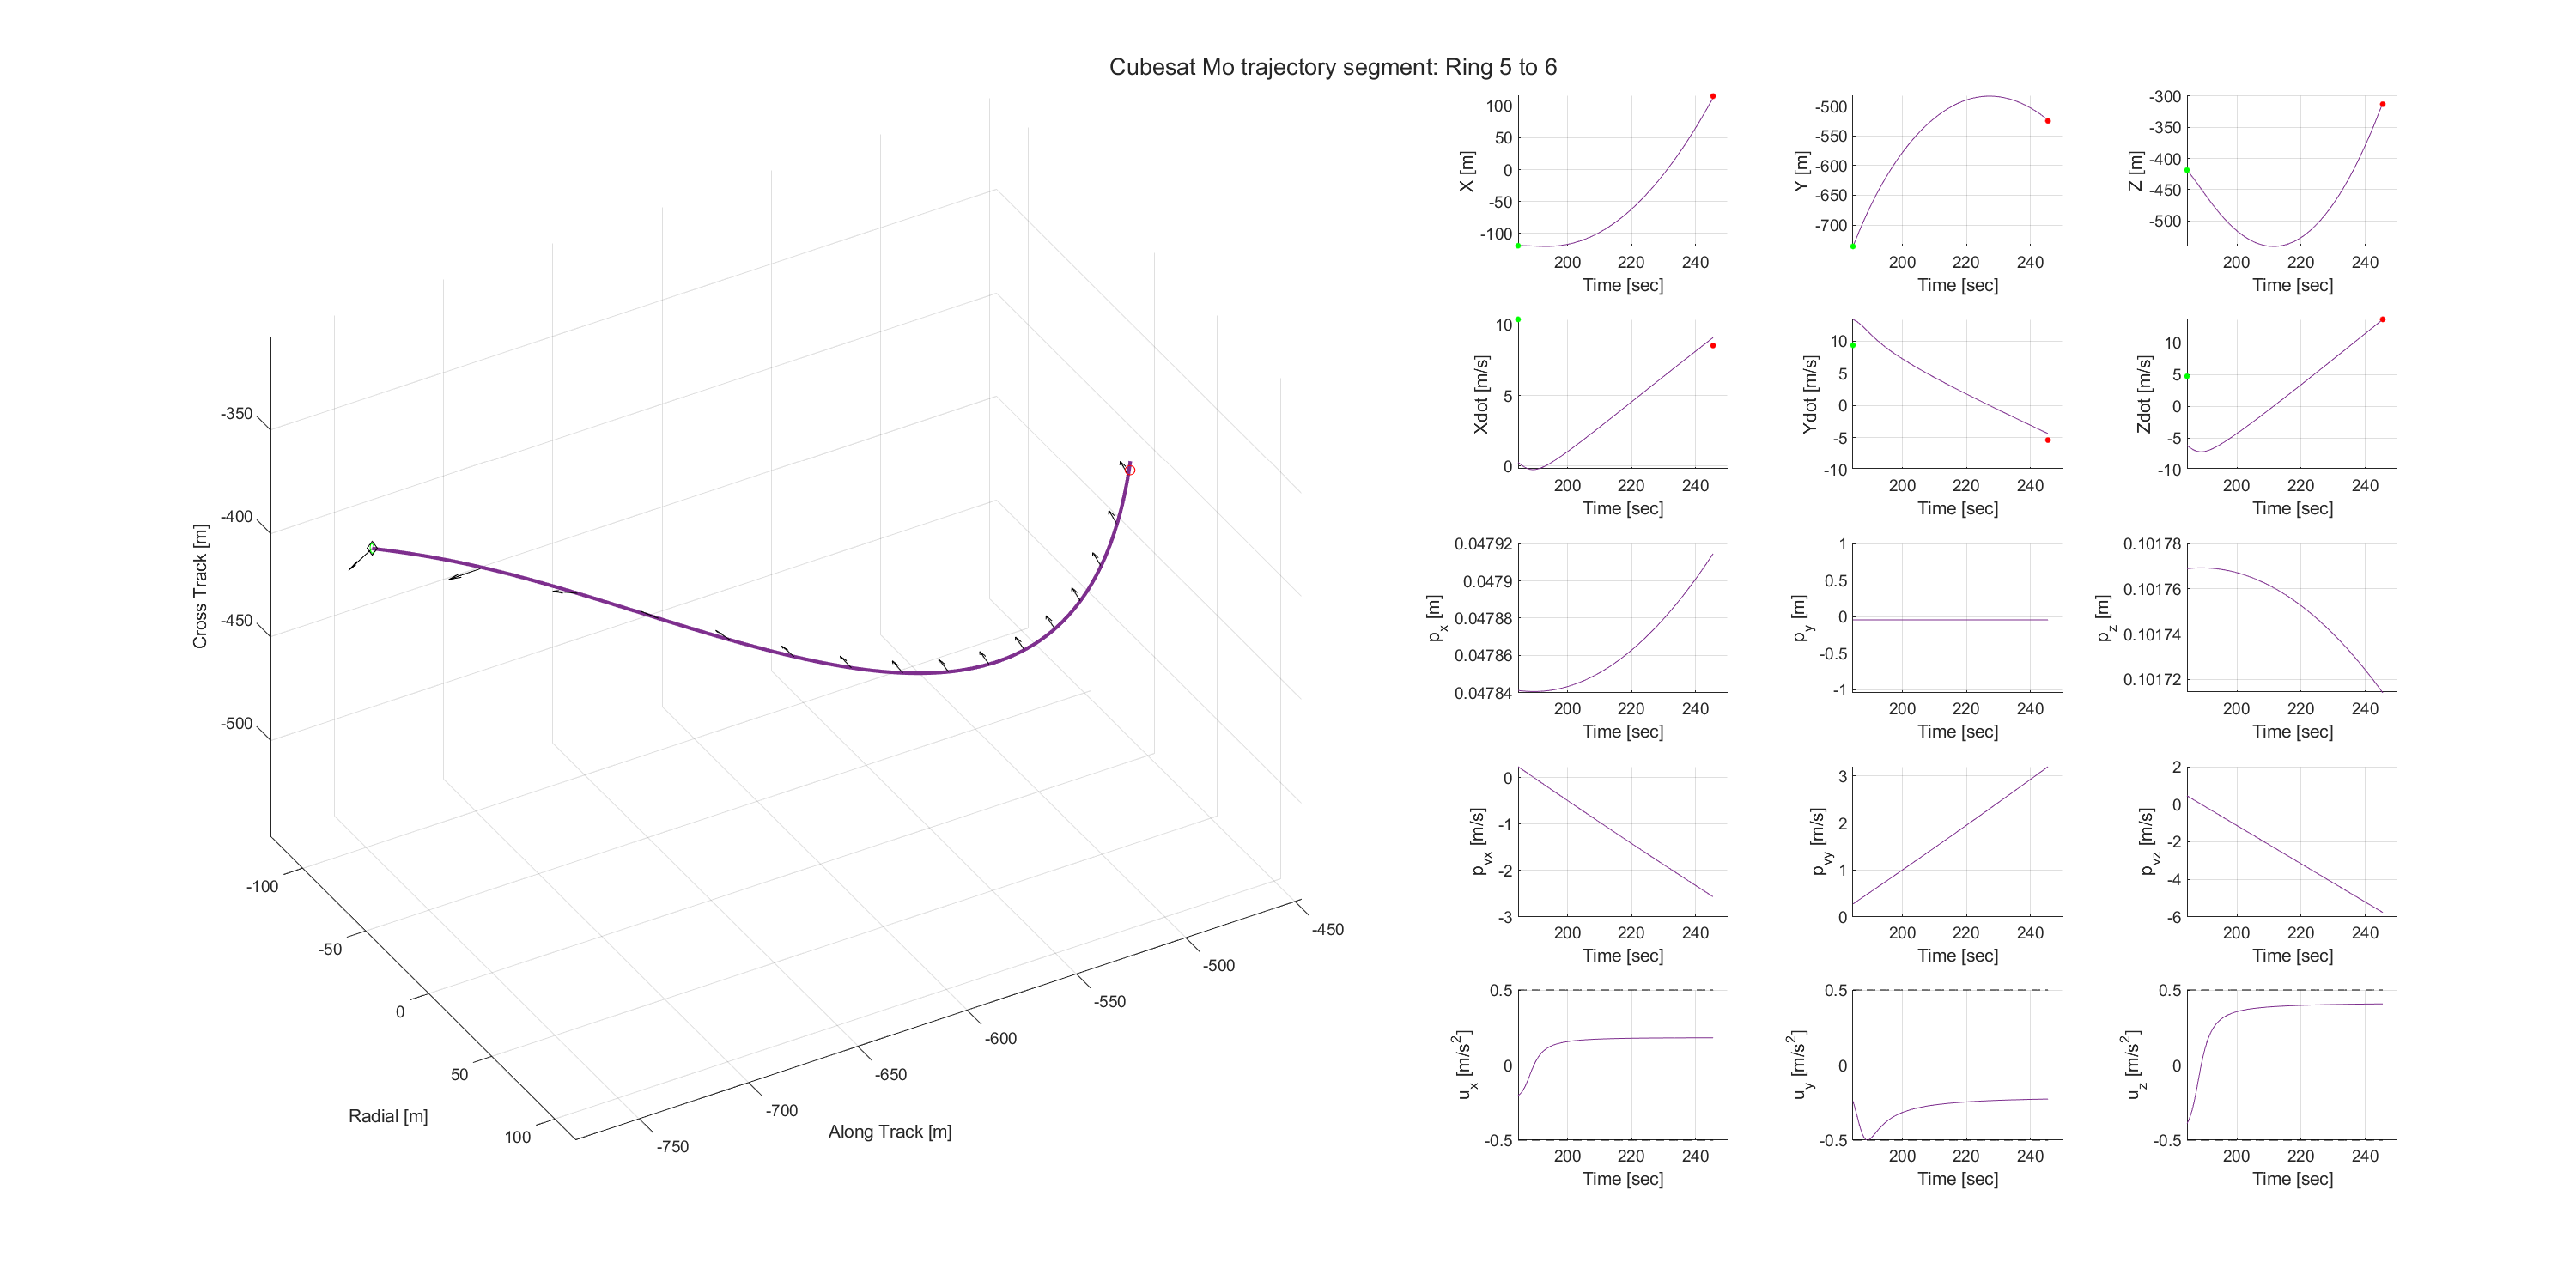 Cubesat Mo trajectory segment: Ring 5 to 6
-350
-400
-450
-500
Cross Track [m]
-100
-50
0
50
100
Radial [m]
-750
-700
-650
-600
-550
-500
-450
Along Track [m]
100
50
0
-50
-100
X [m]
200 220 240
Time [sec]
-500
-550
-600
-650
-700
Y [m]
200 220 240
Time [sec]
-300
-350
-400
-450
-500
Z [m]
200 220 240
Time [sec]
10
5
0
Xdot [m/s]
200 220 240
Time [sec]
10
5
0
-5
-10
Ydot [m/s]
200 220 240
Time [sec]
10
5
0
-5
-10
Zdot [m/s]
200 220 240
Time [sec]
0.04792
0.0479
0.04788
0.04786
0.04784
p_x [m]
200 220 240
Time [sec]
1
0.5
0
-0.5
-1
p_y [m]
200 220 240
Time [sec]
0.10178
0.10176
0.10174
0.10172
p_z [m]
200 220 240
Time [sec]
0
-1
-2
-3
p_vx [m/s]
200 220 240
Time [sec]
3
2
1
0
p_vy [m/s]
200 220 240
Time [sec]
2
0
-2
-4
-6
p_vz [m/s]
200 220 240
Time [sec]
0.5
0
-0.5
u_x [m/s²]
200 220 240
Time [sec]
0.5
0
-0.5
u_y [m/s²]
200 220 240
Time [sec]
0.5
0
-0.5
u_z [m/s²]
200 220 240
Time [sec]